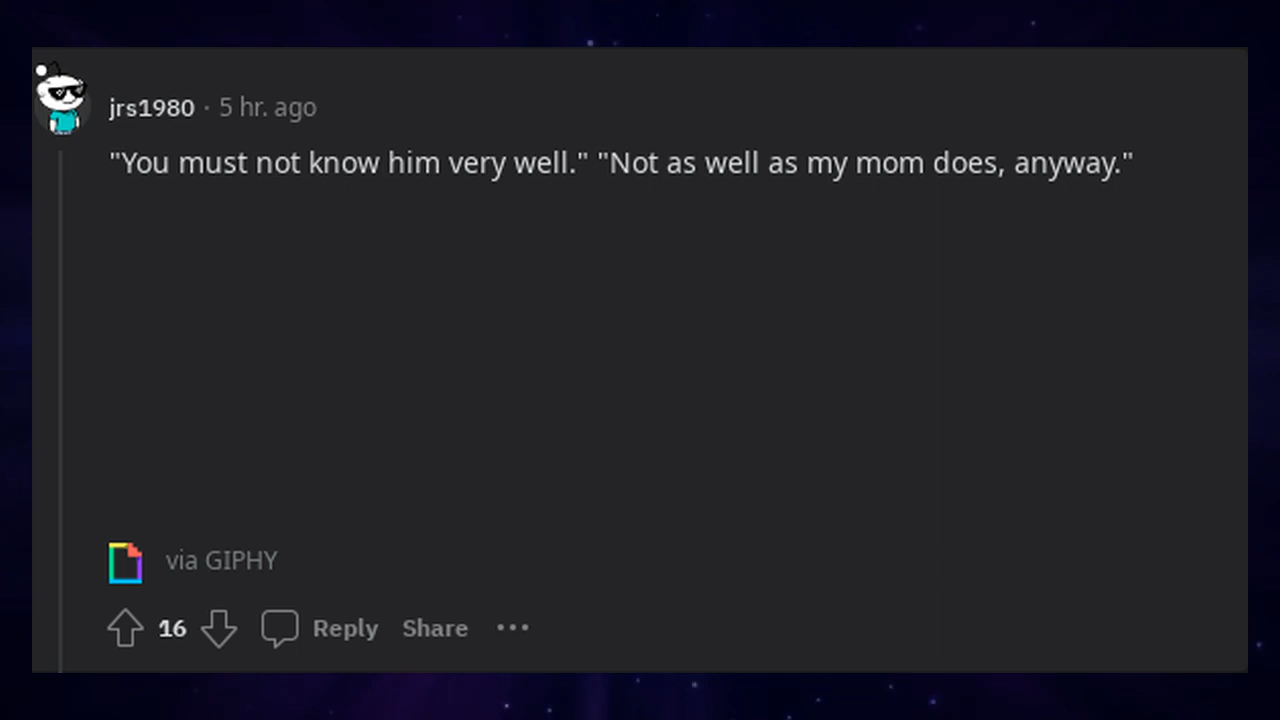 jrs1980 · 5 hr. ago
"You must not know him very well." "Not as well as my mom does, anyway."
via GIPHY
16 Reply Share ···